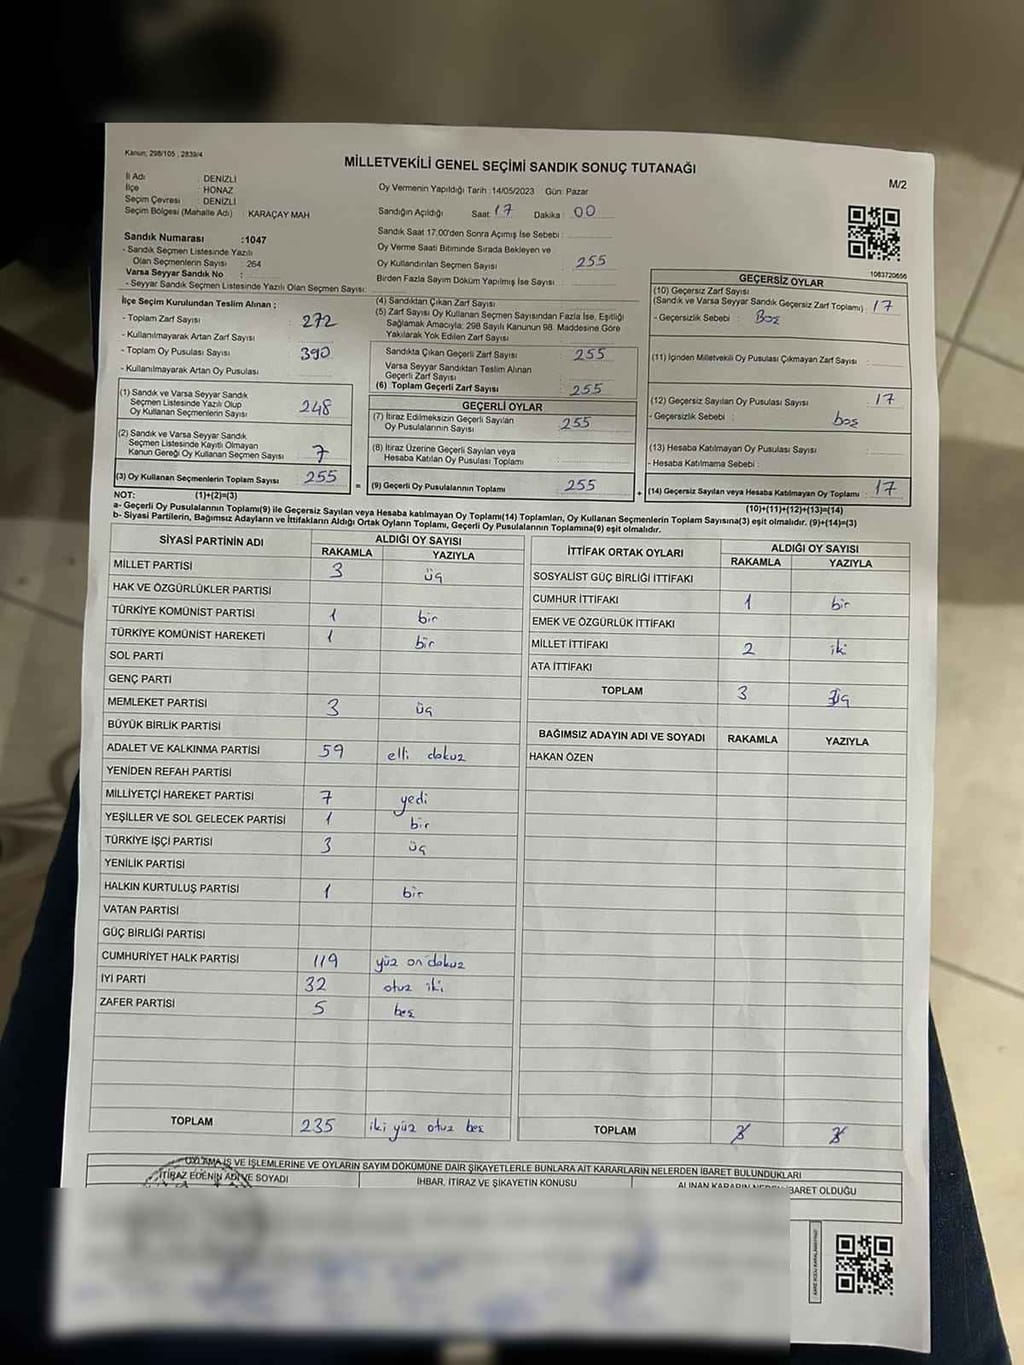 Kanun; 298/105 , 2839/4
MİLLETVEKİLİ GENEL SEÇİMİ SANDIK SONUÇ TUTANAĞI
M/2
İl Adı : DENİZLİ
İlçe : HONAZ
Seçim Çevresi : DENİZLİ
Seçim Bölgesi (Mahalle Adı) : KARAÇAY MAH
Oy Vermenin Yapıldığı Tarih :14/05/2023 Gün: Pazar
Sandığın Açıldığı Saat: 17 Dakika : 00
Sandık Saat 17.00'den Sonra Açımış İse Sebebi :
Sandık Numarası :1047
- Sandık Seçmen Listesinde Yazılı
Olan Seçmenlerin Sayısı : 264
Varsa Seyyar Sandık No :
- Seyyar Sandık Seçmen Listesinde Yazılı Olan Seçmen Sayısı:
Oy Verme Saati Bitiminde Sırada Bekleyen ve
Oy Kullandırılan Seçmen Sayısı : 255
Birden Fazla Sayım Döküm Yapılmış İse Sayısı :
1083720656
İlçe Seçim Kurulundan Teslim Alınan ;
- Toplam Zarf Sayısı : 272
- Kullanılmayarak Artan Zarf Sayısı :
- Toplam Oy Pusulası Sayısı : 390
- Kullanılmayarak Artan Oy Pusulası
(1) Sandık ve Varsa Seyyar Sandık
Seçmen Listesinde Yazılı Olup
Oy Kullanan Seçmenlerin Sayısı : 248
(2) Sandık ve Varsa Seyyar Sandık
Seçmen Listesinde Kayıtlı Olmayan
Kanun Gereği Oy Kullanan Seçmen Sayısı : 7
(3) Oy Kullanan Seçmenlerin Toplam Sayısı : 255
(4) Sandıktan Çıkan Zarf Sayısı
(5) Zarf Sayısı Oy Kullanan Seçmen Sayısından Fazla İse, Eşitliği
Sağlamak Amacıyla; 298 Sayılı Kanunun 98. Maddesine Göre
Yakılarak Yok Edilen Zarf Sayısı :
Sandıkta Çıkan Geçerli Zarf Sayısı : 255
Varsa Seyyar Sandıktan Teslim Alınan
Geçerli Zarf Sayısı
(6) Toplam Geçerli Zarf Sayısı : 255
GEÇERLİ OYLAR
(7) İtiraz Edilmeksizin Geçerli Sayılan
Oy Pusulalarının Sayısı : 255
(8) İtiraz Üzerine Geçerli Sayılan veya
Hesaba Katılan Oy Pusulası Toplamı :
= (9) Geçerli Oy Pusulalarının Toplamı : 255
GEÇERSİZ OYLAR
(10) Geçersiz Zarf Sayısı
(Sandık ve Varsa Seyyar Sandık Geçersiz Zarf Toplamı) : 17
- Geçersizlik Sebebi : Boş
(11) İçinden Milletvekili Oy Pusulası Çıkmayan Zarf Sayısı :
(12) Geçersiz Sayılan Oy Pusulası Sayısı : 17
- Geçersizlik Sebebi : boş
(13) Hesaba Katılmayan Oy Pusulası Sayısı :
- Hesaba Katılmama Sebebi :
+ (14) Geçersiz Sayılan veya Hesaba Katılmayan Oy Toplamı : 17
NOT: (1)+(2)=(3)
(10)+(11)+(12)+(13)=(14)
a- Geçerli Oy Pusulasının Toplamı(9) ile Geçersiz Sayılan veya Hesaba katılmayan Oy Toplamı(14) Toplamları, Oy Kullanan Seçmenlerin Toplam Sayısına(3) eşit olmalıdır. (9)+(14)=(3)
b- Siyasi Partilerin, Bağımsız Adayların ve İttifakların Aldığı Ortak Oyların Toplamı, Geçerli Oy Pusulasının Toplamına(9) eşit olmalıdır.
SİYASİ PARTİNİN ADI ALDIĞI OY SAYISI
RAKAMLA YAZIYLA
MİLLET PARTİSİ 3 üç
HAK VE ÖZGÜRLÜKLER PARTİSİ
TÜRKİYE KOMÜNİST PARTİSİ 1 bir
TÜRKİYE KOMÜNİST HAREKETİ 1 bir
SOL PARTİ
GENÇ PARTİ
MEMLEKET PARTİSİ 3 üç
BÜYÜK BİRLİK PARTİSİ
ADALET VE KALKINMA PARTİSİ 59 elli dokuz
YENİDEN REFAH PARTİSİ
MİLLİYETÇİ HAREKET PARTİSİ 7 yedi
YEŞİLLER VE SOL GELECEK PARTİSİ 1 bir
TÜRKİYE İŞÇİ PARTİSİ 3 üç
YENİLİK PARTİSİ
HALKIN KURTULUŞ PARTİSİ 1 bir
VATAN PARTİSİ
GÜÇ BİRLİĞİ PARTİSİ
CUMHURİYET HALK PARTİSİ 119 yüz on dokuz
İYİ PARTİ 32 otuz iki
ZAFER PARTİSİ 5 beş
TOPLAM 235 iki yüz otuz beş
İTTİFAK ORTAK OYLARI ALDIĞI OY SAYISI
RAKAMLA YAZIYLA
SOSYALİST GÜÇ BİRLİĞİ İTTİFAKI
CUMHUR İTTİFAKI 1 bir
EMEK VE ÖZGÜRLÜK İTTİFAKI
MİLLET İTTİFAKI 2 iki
ATA İTTİFAKI
TOPLAM 3 üç
BAĞIMSIZ ADAYIN ADI VE SOYADI RAKAMLA YAZIYLA
HAKAN ÖZEN
TOPLAM
OYLAMA İŞ VE İŞLEMLERİNE VE OYLARIN SAYIM DÖKÜMÜNE DAİR ŞİKAYETLERLE BUNLARA AİT KARARLARIN NELERDEN İBARET BULUNDUKLARI
İTİRAZ EDENİN ADI VE SOYADI İHBAR, İTİRAZ VE ŞİKAYETİN KONUSU ALINAN KARARIN NEDEN İBARET OLDUĞU